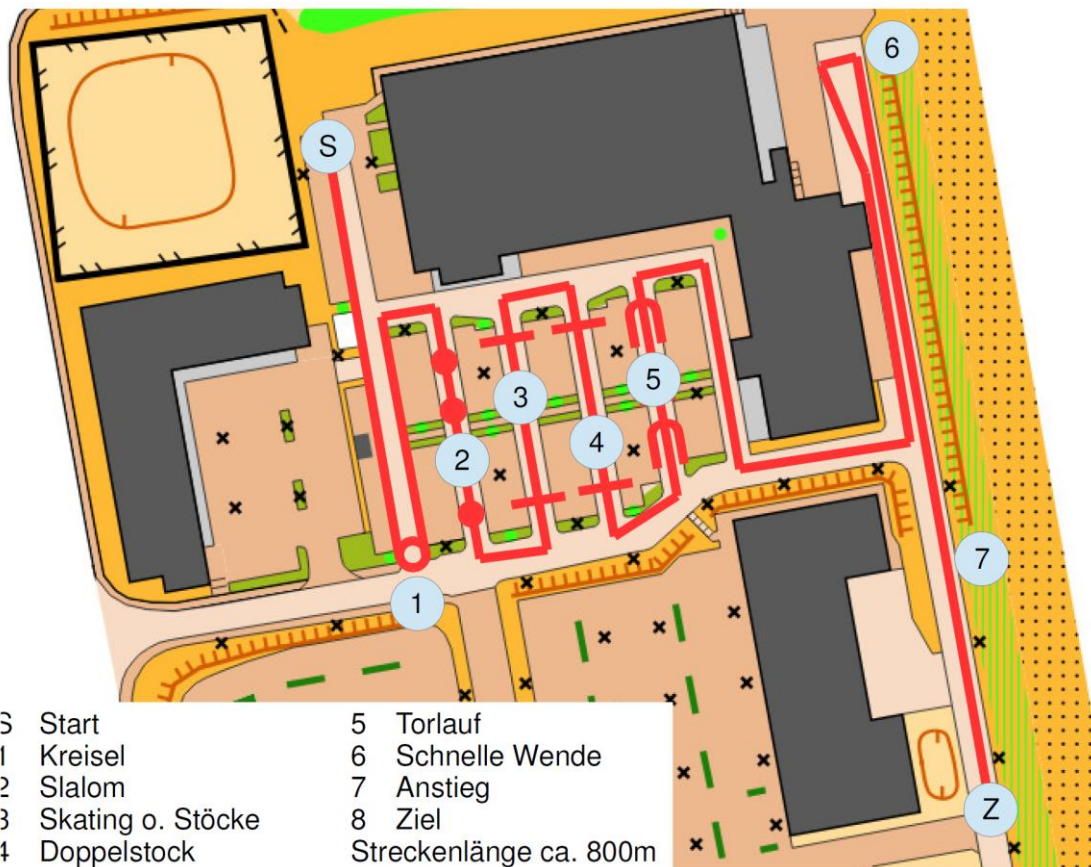 S
6
5
3
4
2
7
1
Z
S Start
1 Kreisel
2 Slalom
3 Skating o. Stöcke
4 Doppelstock
5 Torlauf
6 Schnelle Wende
7 Anstieg
8 Ziel
Streckenlänge ca. 800m